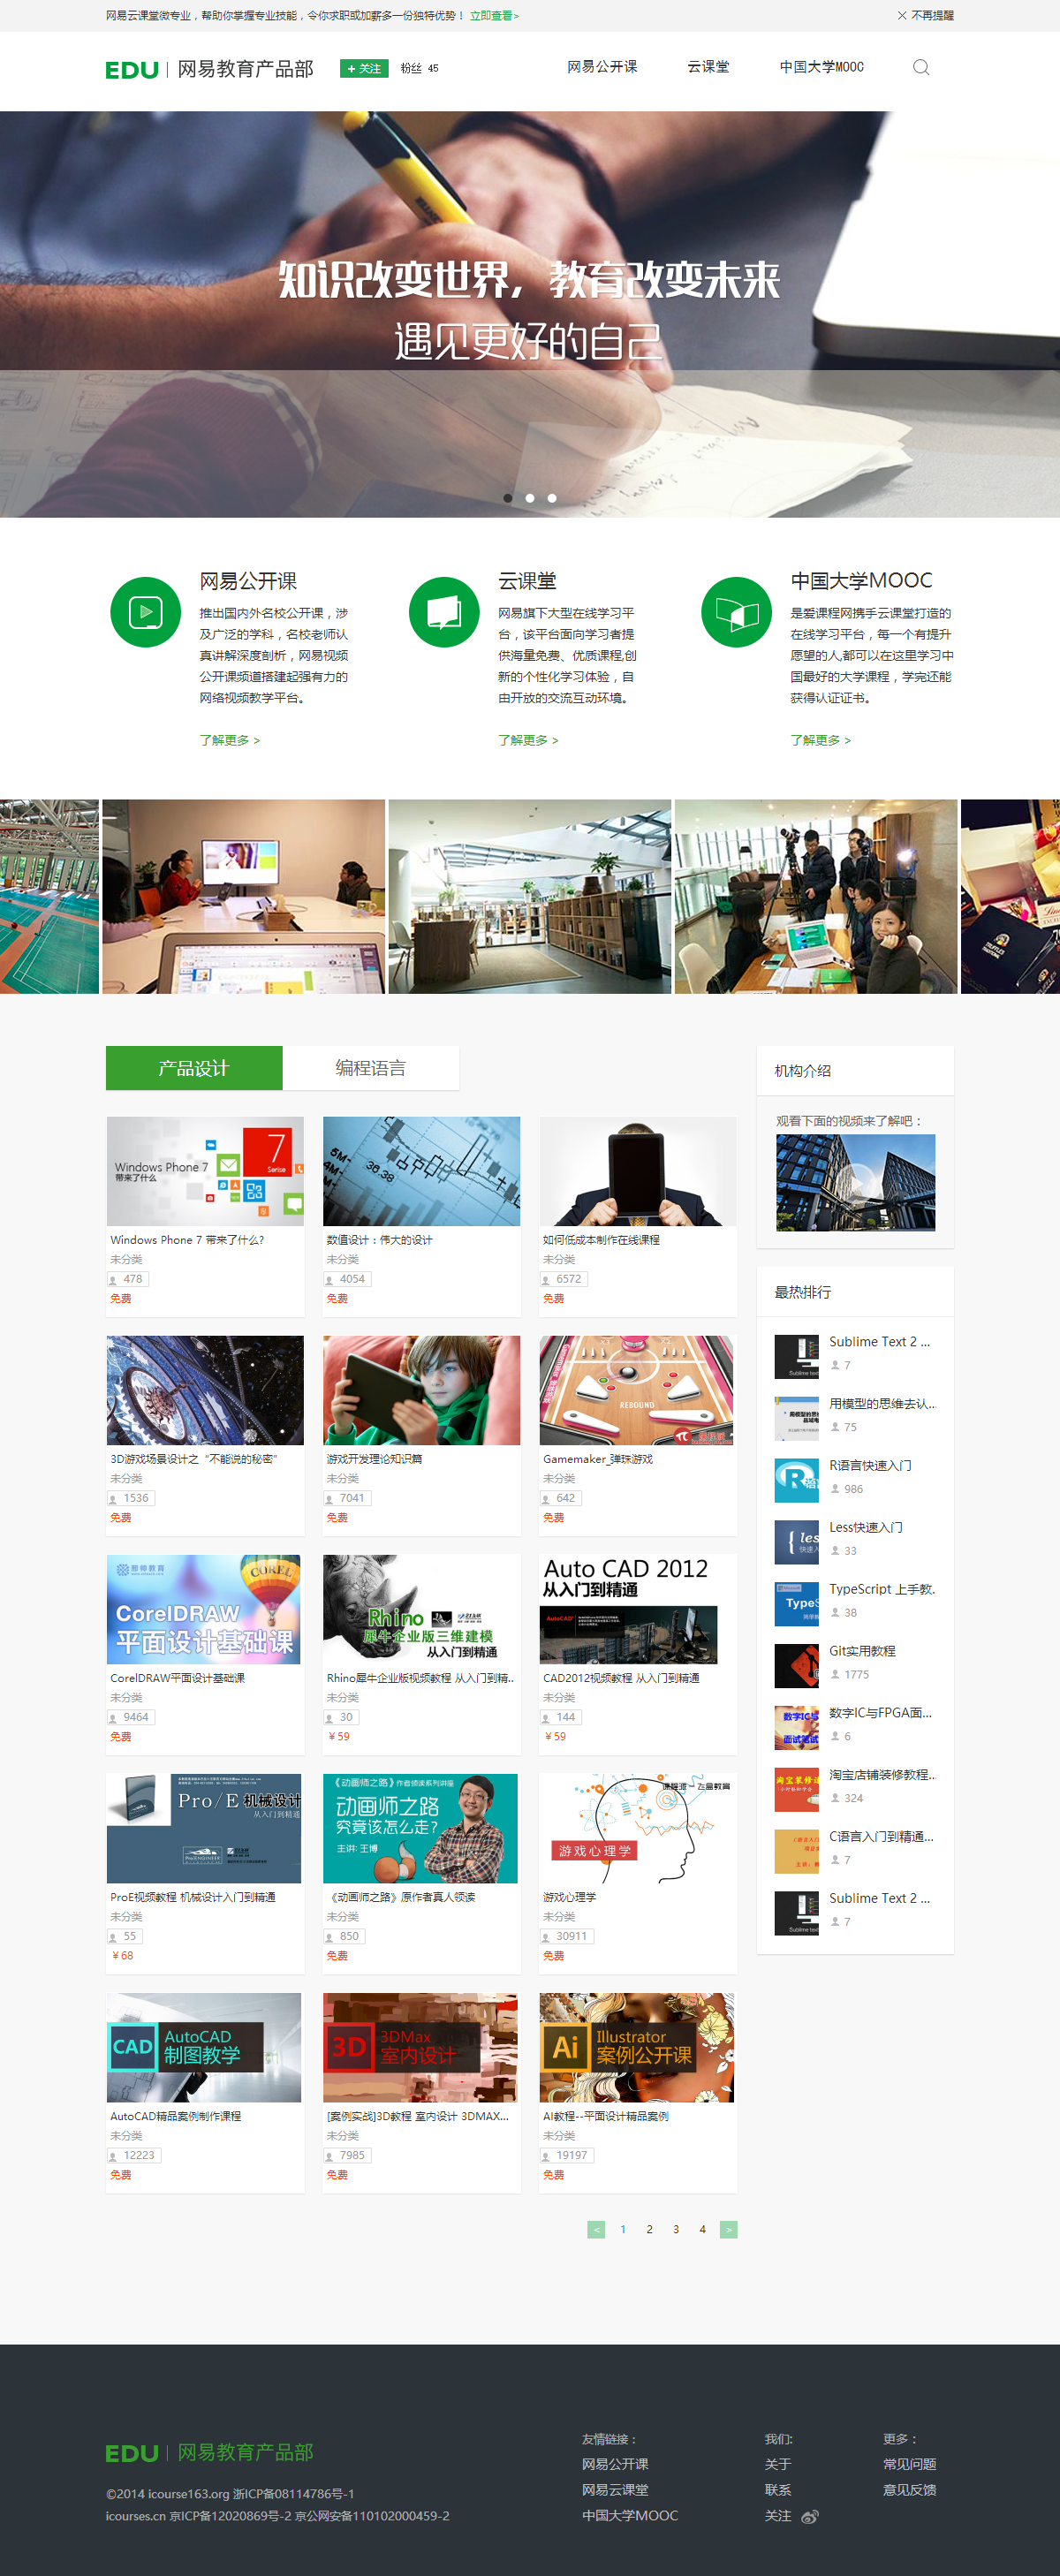 网易云课堂微专业，帮助你掌握专业技能，令你求职或加薪多一份独特优势！ 立即查看>
不再提醒
EDU 网易教育产品部
+ 关注
粉丝 45
网易公开课
云课堂
中国大学MOOC
知识改变世界，教育改变未来
遇见更好的自己
网易公开课
推出国内外名校公开课，涉
及广泛的学科，名校老师认
真讲解深度剖析，网易视频
公开课频道搭建起强有力的
网络视频教学平台。
了解更多 >
云课堂
网易旗下大型在线学习平
台，该平台面向学习者提
供海量免费、优质课程,创
新的个性化学习体验，自
由开放的交流互动环境。
了解更多 >
中国大学MOOC
是爱课程网携手云课堂打造的
在线学习平台，每一个有提升
愿望的人,都可以在这里学习中
国最好的大学课程，学完还能
获得认证证书。
了解更多 >
产品设计
编程语言
Windows Phone 7
带来了什么
7
Serise
Windows Phone 7 带来了什么?
未分类
478
免费
36.38
数值设计：伟大的设计
未分类
4054
免费
如何低成本制作在线课程
未分类
6572
免费
3D游戏场景设计之“不能说的秘密”
未分类
1536
免费
游戏开发理论知识篇
未分类
7041
免费
REBOUND
Gamemaker_弹珠游戏
未分类
642
免费
COREL
CorelDRAW
平面设计基础课
CorelDRAW平面设计基础课
未分类
9464
免费
Rhino
犀牛企业版三维建模
从入门到精通
Rhino犀牛企业版视频教程 从入门到精..
未分类
30
￥59
Auto CAD 2012
从入门到精通
AutoCAD
CAD2012视频教程 从入门到精通
未分类
144
￥59
Pro/E 机械设计
从入门到精通
ProE视频教程 机械设计入门到精通
未分类
55
￥68
《动画师之路》作者领读系列讲座
动画师之路
究竟该怎么走?
主讲: 王博
《动画师之路》原作者真人领读
未分类
850
免费
游戏心理学
游戏心理学
未分类
30911
免费
CAD
AutoCAD
制图教学
AutoCAD精品案例制作课程
未分类
12223
免费
3D
3DMax
室内设计
[案例实战]3D教程 室内设计 3DMAX...
未分类
7985
免费
Ai
Illustrator
案例公开课
AI教程--平面设计精品案例
未分类
19197
免费
< 1 2 3 4 >
机构介绍
观看下面的视频来了解吧：
最热排行
Sublime text
Sublime Text 2 ...
7
用模型的思维去认...
75
R语言快速入门
986
Less快速入门
33
TypeScript 上手教.
38
Git实用教程
1775
数字IC与FPGA面...
6
淘宝店铺装修教程...
324
C语言入门到精通...
7
Sublime text
Sublime Text 2 ...
7
EDU 网易教育产品部
©2014 icourse163.org 浙ICP备08114786号-1
icourses.cn 京ICP备12020869号-2 京公网安备110102000459-2
友情链接：
网易公开课
网易云课堂
中国大学MOOC
我们:
关于
联系
关注
更多：
常见问题
意见反馈